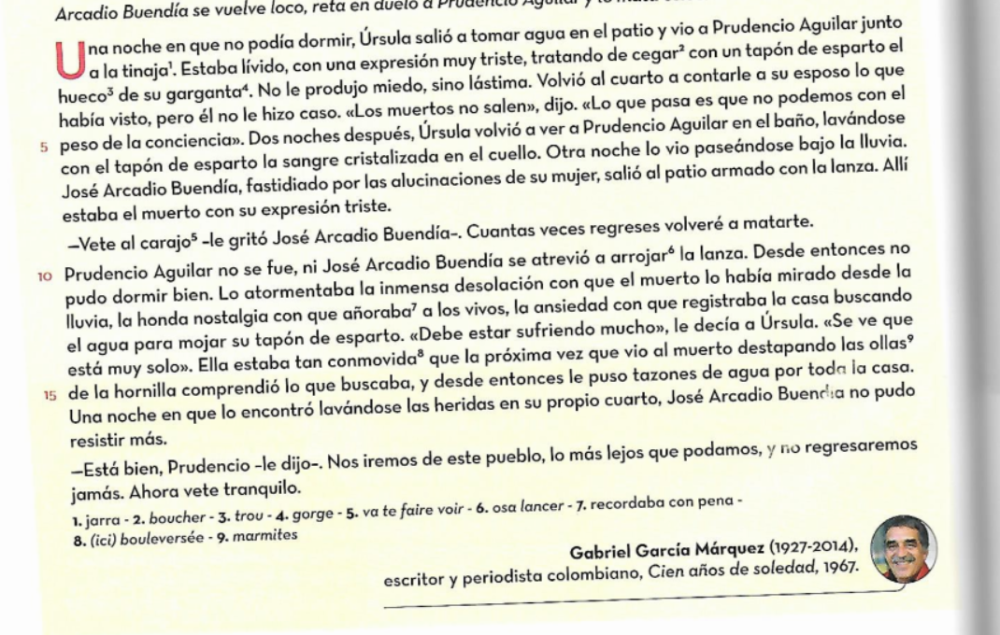 Arcadio Buendía se vuelve loco, reta en duelo a Prudencio
Una noche en que no podía dormir, Úrsula salió a tomar agua en el patio y vio a Prudencio Aguilar junto
a la tinaja¹. Estaba lívido, con una expresión muy triste, tratando de cegar² con un tapón de esparto el
hueco³ de su garganta⁴. No le produjo miedo, sino lástima. Volvió al cuarto a contarle a su esposo lo que
había visto, pero él no le hizo caso. «Los muertos no salen», dijo. «Lo que pasa es que no podemos con el
5 peso de la conciencia». Dos noches después, Úrsula volvió a ver a Prudencio Aguilar en el baño, lavándose
con el tapón de esparto la sangre cristalizada en el cuello. Otra noche lo vio paseándose bajo la lluvia.
José Arcadio Buendía, fastidiado por las alucinaciones de su mujer, salió al patio armado con la lanza. Allí
estaba el muerto con su expresión triste.
—Vete al carajo⁵ -le gritó José Arcadio Buendía-. Cuantas veces regreses volveré a matarte.
10 Prudencio Aguilar no se fue, ni José Arcadio Buendía se atrevió a arrojar⁶ la lanza. Desde entonces no
pudo dormir bien. Lo atormentaba la inmensa desolación con que el muerto lo había mirado desde la
lluvia, la honda nostalgia con que añoraba⁷ a los vivos, la ansiedad con que registraba la casa buscando
el agua para mojar su tapón de esparto. «Debe estar sufriendo mucho», le decía a Úrsula. «Se ve que
está muy solo». Ella estaba tan conmovida⁸ que la próxima vez que vio al muerto destapando las ollas⁹
15 de la hornilla comprendió lo que buscaba, y desde entonces le puso tazones de agua por toda la casa.
Una noche en que lo encontró lavándose las heridas en su propio cuarto, José Arcadio Buendía no pudo
resistir más.
—Está bien, Prudencio -le dijo-. Nos iremos de este pueblo, lo más lejos que podamos, y no regresaremos
jamás. Ahora vete tranquilo.
1. jarra - 2. boucher - 3. trou - 4. gorge - 5. va te faire voir - 6. osa lancer - 7. recordaba con pena -
8. (ici) bouleversée - 9. marmites
Gabriel García Márquez (1927-2014),
escritor y periodista colombiano, Cien años de soledad, 1967.